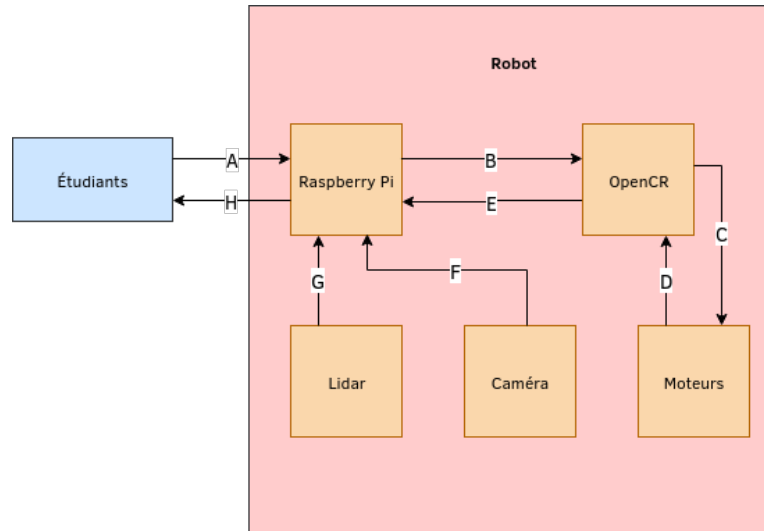 Robot
A
B
Étudiants
Raspberry Pi
OpenCR
H
E
C
G
F
D
Lidar
Caméra
Moteurs